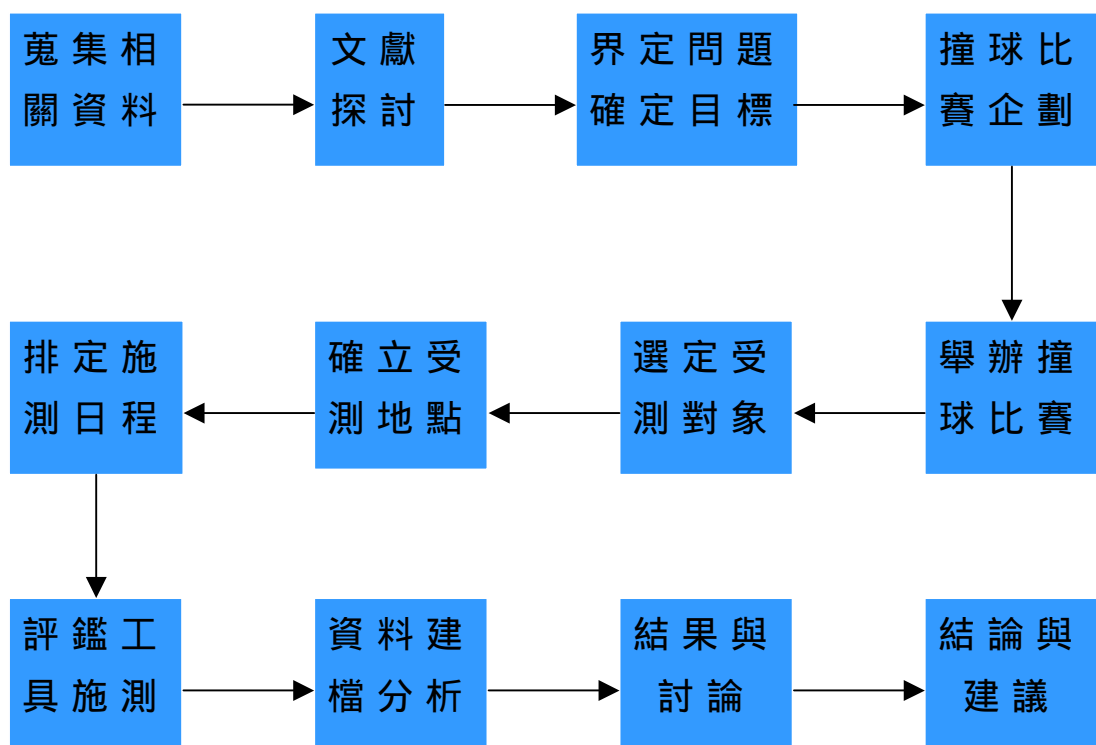 蒐集相
關資料
文獻
探討
界定問題
確定目標
撞球比
賽企劃
舉辦撞
球比賽
選定受
測對象
確立受
測地點
排定施
測日程
評鑑工
具施測
資料建
檔分析
結果與
討論
結論與
建議